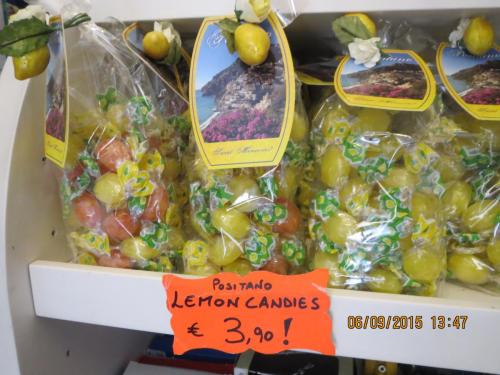 POSITANO
LEMON CANDIES
€ 3,90!
06/09/2015 13:47